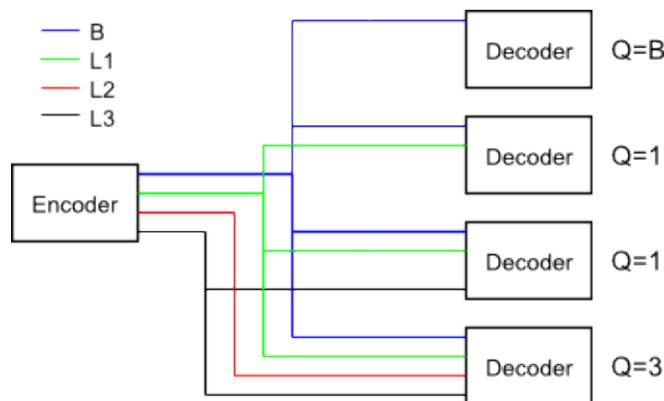 B
L1
L2
L3
Encoder
Decoder Q=B
Decoder Q=1
Decoder Q=1
Decoder Q=3